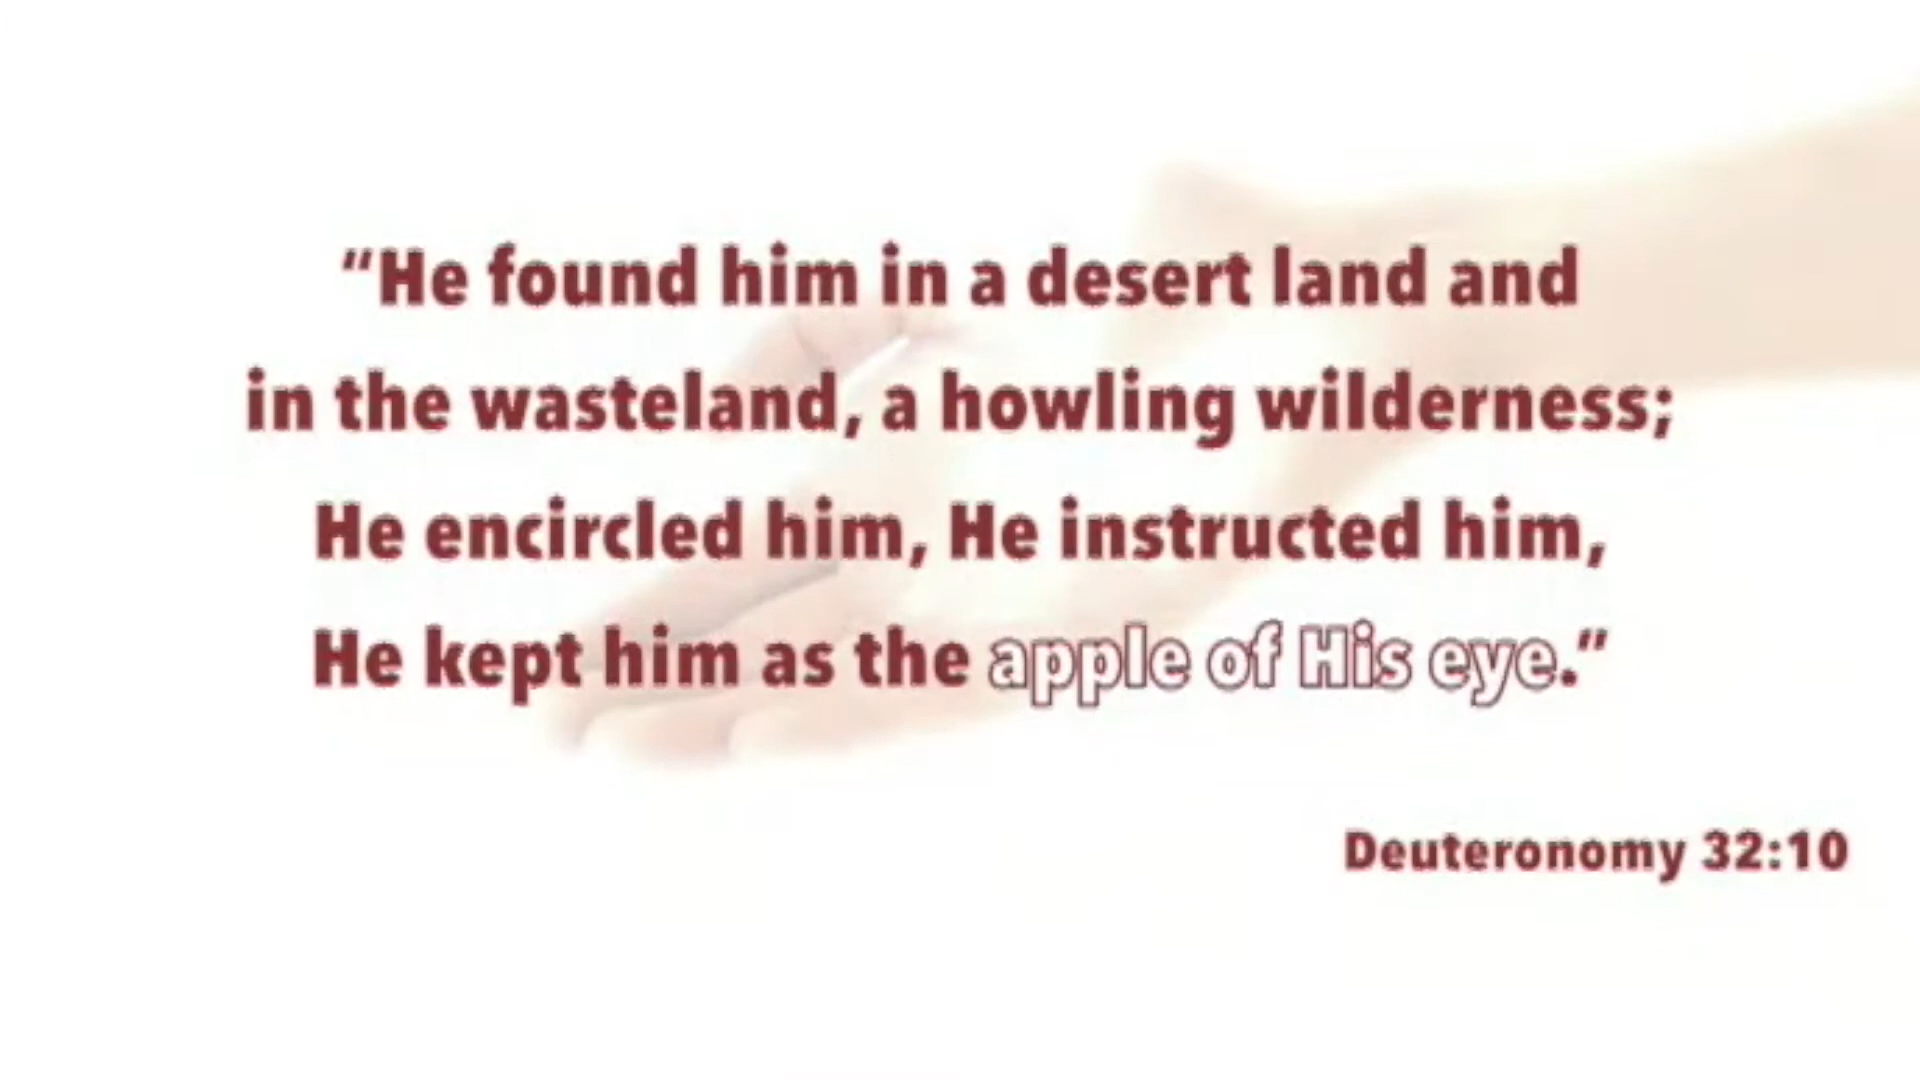 “He found him in a desert land and
in the wasteland, a howling wilderness;
He encircled him, He instructed him,
He kept him as the apple of His eye.”
Deuteronomy 32:10